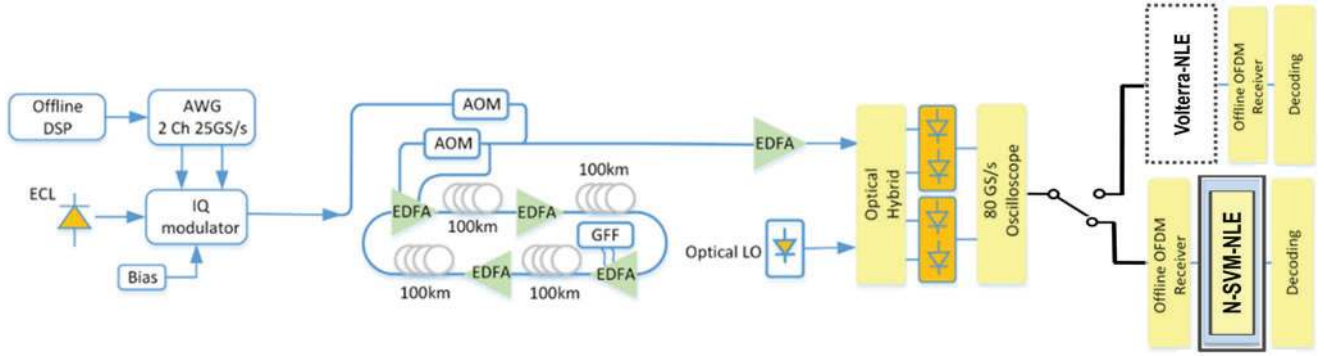 Offline
DSP
AWG
2 Ch 25GS/s
ECL
IQ
modulator
Bias
AOM
AOM
EDFA
100km
EDFA
100km
GFF
EDFA
100km
EDFA
100km
EDFA
Optical LO
Optical
Hybrid
80 GS/s
Oscilloscope
Volterra-NLE
Offline OFDM
Receiver
Decoding
Offline OFDM
Receiver
N-SVM-NLE
Decoding